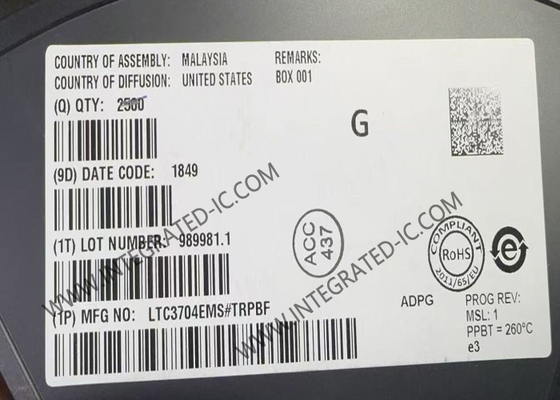 COUNTRY OF ASSEMBLY: MALAYSIA REMARKS:
COUNTRY OF DIFFUSION: UNITED STATES BOX 001
(Q) QTY: 2500
G
(9D) DATE CODE: 1849
(1T) LOT NUMBER: 989981.1
ACC
437
COMPLIANT
RoHS
2011/65/EU
e
(1P) MFG NO: LTC3704EMS#TRPBF
ADPG
PROG REV:
MSL: 1
PPBT = 260°C
e3
WWW.INTEGRATED-IC.COM
WWW.INTEGRATED-IC.COM